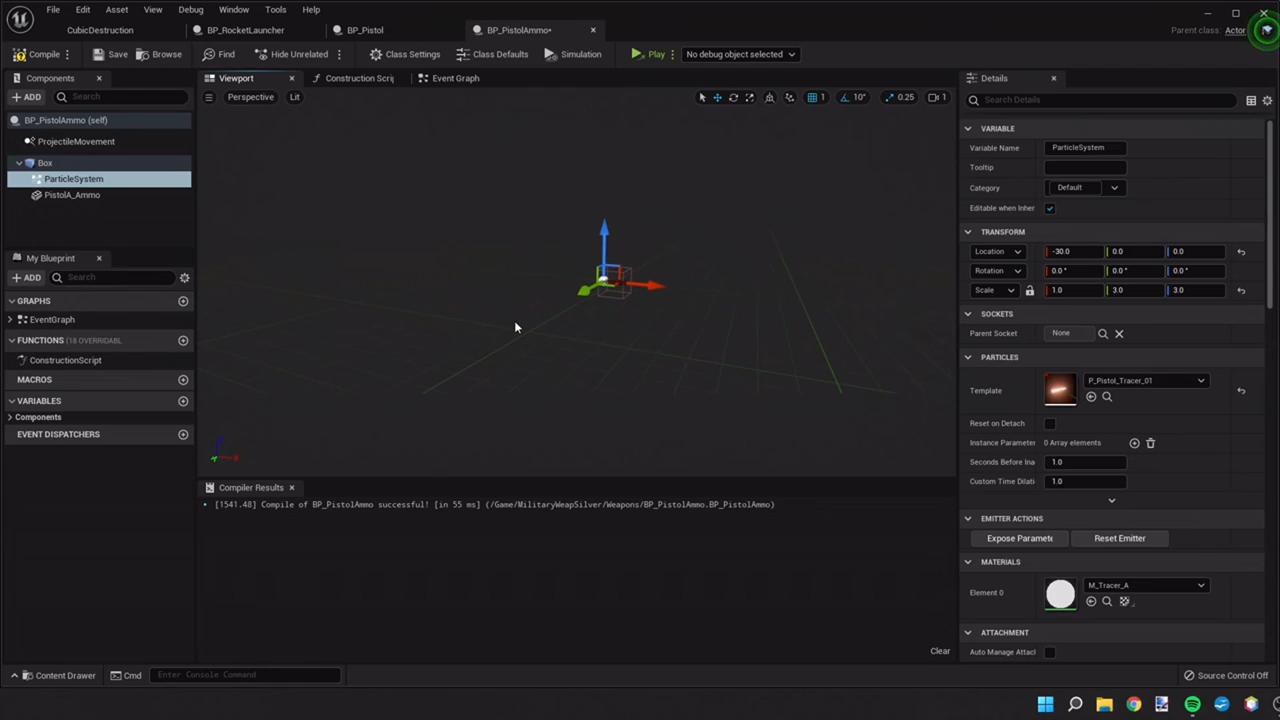 File Edit Asset View Debug Window Tools Help
CubicDestruction BP_RocketLauncher BP_Pistol BP_PistolAmmo• Parent class: Actor
Compile Save Browse Find Hide Unrelated Class Settings Class Defaults Simulation Play No debug object selected
Components Viewport Construction Scrip Event Graph Details
ADD Search Perspective Lit 1 10° 0.25 1 Search Details
BP_PistolAmmo (self)
ProjectileMovement
Box
ParticleSystem
PistolA_Ammo
My Blueprint
ADD Search
GRAPHS
EventGraph
FUNCTIONS (18 OVERRIDABL
ConstructionScript
MACROS
VARIABLES
Components
EVENT DISPATCHERS
VARIABLE
Variable Name ParticleSystem
Tooltip
Category Default
Editable when Inher
TRANSFORM
Location -30.0 0.0 0.0
Rotation 0.0 ° 0.0 ° 0.0 °
Scale 1.0 3.0 3.0
SOCKETS
Parent Socket None
PARTICLES
Template P_Pistol_Tracer_01
Reset on Detach
Instance Parameter 0 Array elements
Seconds Before Ina 1.0
Custom Time Dilati 1.0
EMITTER ACTIONS
Expose Paramete Reset Emitter
MATERIALS
Element 0 M_Tracer_A
ATTACHMENT
Auto Manage Attacl
Compiler Results
[1541.48] Compile of BP_PistolAmmo successful! [in 55 ms] (/Game/MilitaryWeapSilver/Weapons/BP_PistolAmmo.BP_PistolAmmo)
Clear
Content Drawer Cmd Enter Console Command Source Control Off